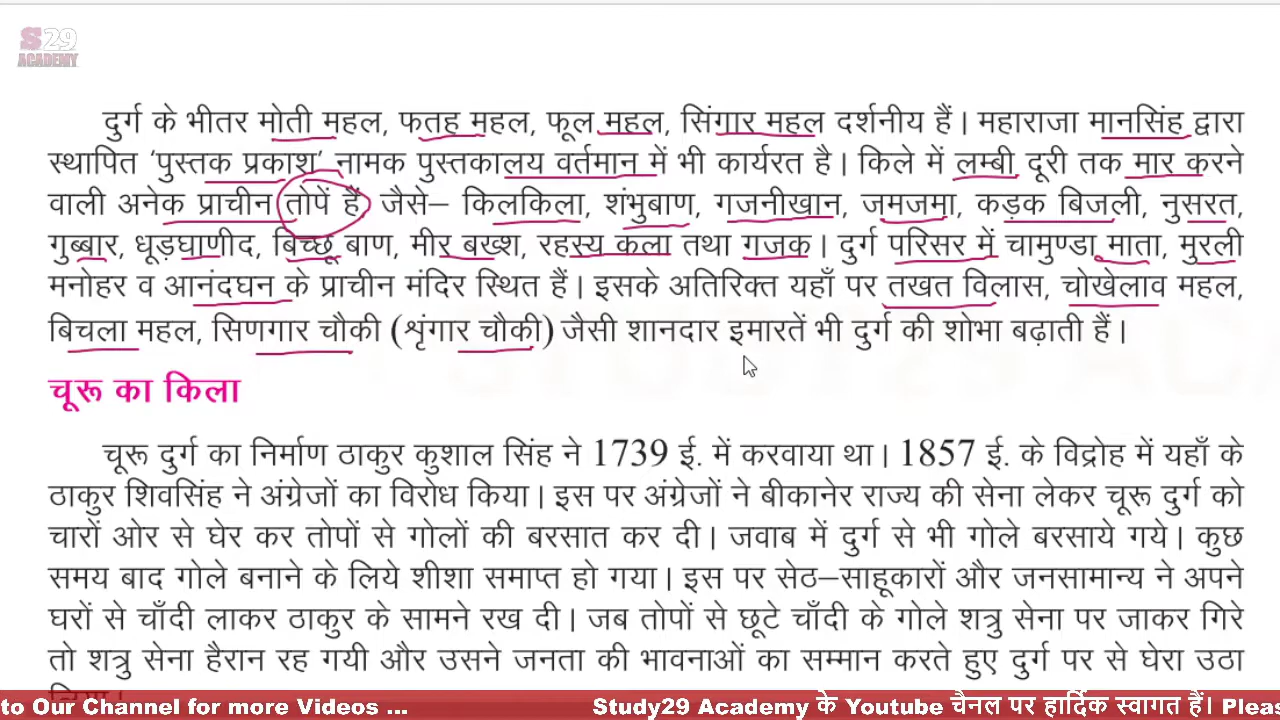 S29
ACADEMY
दुर्ग के भीतर मोती महल, फतह महल, फूल महल, सिंगार महल दर्शनीय हैं। महाराजा मानसिंह द्वारा
स्थापित 'पुस्तक प्रकाश' नामक पुस्तकालय वर्तमान में भी कार्यरत है। किले में लम्बी दूरी तक मार करने
वाली अनेक प्राचीन तोपें हैं जैसे– किलकिला, शंभुबाण, गजनीखान, जमजमा, कड़क बिजली, नुसरत,
गुब्बार, धूड़घाणीद, बिच्छू बाण, मीर बख्श, रहस्य कला तथा गजक। दुर्ग परिसर में चामुण्डा माता, मुरली
मनोहर व आनंदघन के प्राचीन मंदिर स्थित हैं। इसके अतिरिक्त यहाँ पर तखत विलास, चोखेलाव महल,
बिचला महल, सिणगार चौकी (शृंगार चौकी) जैसी शानदार इमारतें भी दुर्ग की शोभा बढ़ाती हैं।
चूरू का किला
चूरू दुर्ग का निर्माण ठाकुर कुशाल सिंह ने 1739 ई. में करवाया था। 1857 ई. के विद्रोह में यहाँ के
ठाकुर शिवसिंह ने अंग्रेजों का विरोध किया। इस पर अंग्रेजों ने बीकानेर राज्य की सेना लेकर चूरू दुर्ग को
चारों ओर से घेर कर तोपों से गोलों की बरसात कर दी। जवाब में दुर्ग से भी गोले बरसाये गये। कुछ
समय बाद गोले बनाने के लिये शीशा समाप्त हो गया। इस पर सेठ–साहूकारों और जनसामान्य ने अपने
घरों से चाँदी लाकर ठाकुर के सामने रख दी। जब तोपों से छूटे चाँदी के गोले शत्रु सेना पर जाकर गिरे
तो शत्रु सेना हैरान रह गयी और उसने जनता की भावनाओं का सम्मान करते हुए दुर्ग पर से घेरा उठा
to Our Channel for more Videos ... Study29 Academy के Youtube चैनल पर हार्दिक स्वागत हैं। Pleas